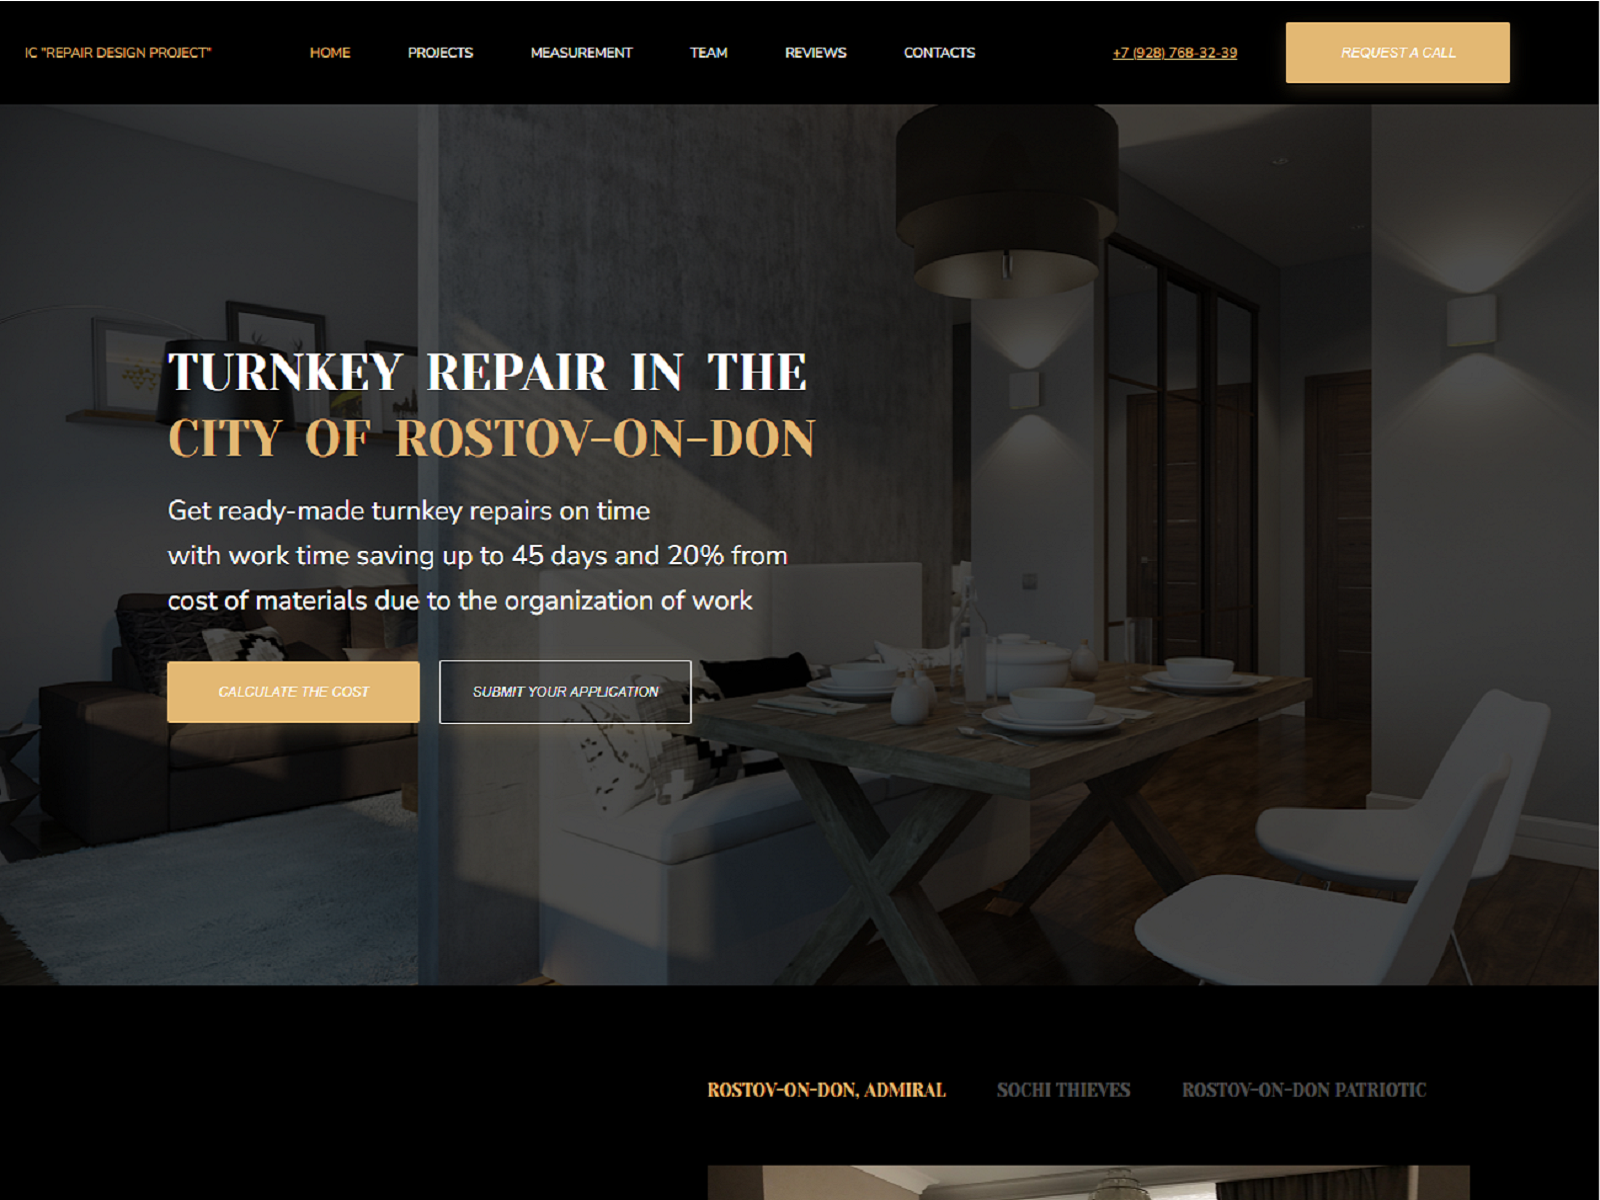 IC "REPAIR DESIGN PROJECT"
HOME
PROJECTS
MEASUREMENT
TEAM
REVIEWS
CONTACTS
+7 (928) 768-32-39
REQUEST A CALL
TURNKEY REPAIR IN THE
CITY OF ROSTOV-ON-DON
Get ready-made turnkey repairs on time
with work time saving up to 45 days and 20% from
cost of materials due to the organization of work
CALCULATE THE COST
SUBMIT YOUR APPLICATION
ROSTOV-ON-DON, ADMIRAL
SOCHI THIEVES
ROSTOV-ON-DON PATRIOTIC